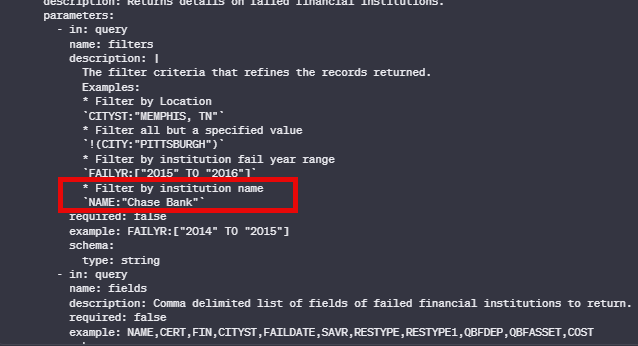 description: Returns details on failed financial institutions.
parameters:
- in: query
name: filters
description: |
The filter criteria that refines the records returned.
Examples:
* Filter by Location
`CITYST:"MEMPHIS, TN"`
* Filter all but a specified value
`!(CITY:"PITTSBURGH")`
* Filter by institution fail year range
`FAILYR:["2015" TO "2016"]`
* Filter by institution name
`NAME:"Chase Bank"`
required: false
example: FAILYR:["2014" TO "2015"]
schema:
type: string
- in: query
name: fields
description: Comma delimited list of fields of failed financial institutions to return.
required: false
example: NAME,CERT,FIN,CITYST,FAILDATE,SAVR,RESTYPE,RESTYPE1,QBFDEP,QBFASSET,COST